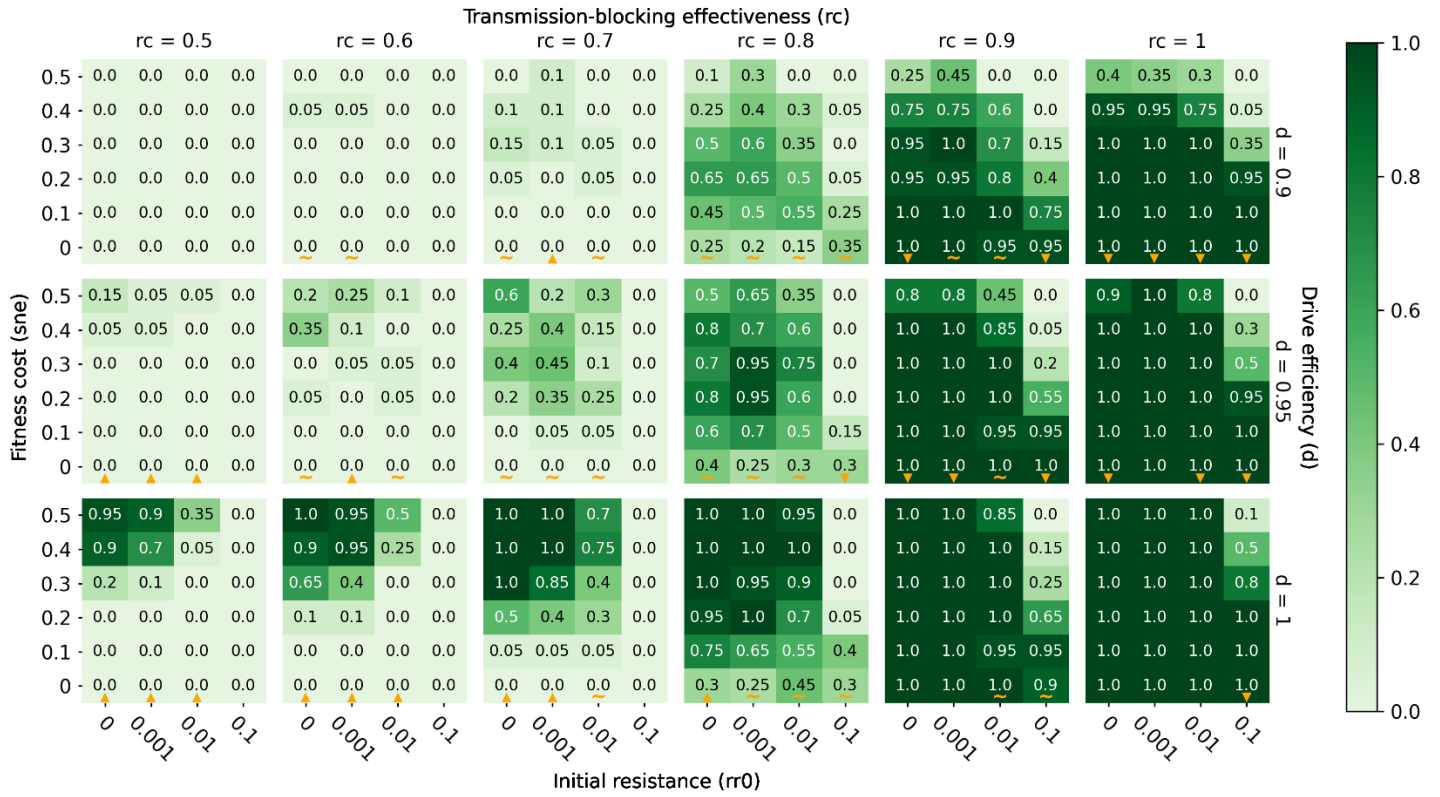 Transmission-blocking effectiveness (rc)
rc = 0.5 rc = 0.6 rc = 0.7 rc = 0.8 rc = 0.9 rc = 1
0.5 0.0 0.0 0.0 0.0 0.0 0.0 0.0 0.0 0.0 0.1 0.0 0.0 0.1 0.3 0.0 0.0 0.25 0.45 0.0 0.0 0.4 0.35 0.3 0.0
0.4 0.0 0.0 0.0 0.0 0.05 0.05 0.0 0.0 0.1 0.1 0.0 0.0 0.25 0.4 0.3 0.05 0.75 0.75 0.6 0.0 0.95 0.95 0.75 0.05
0.3 0.0 0.0 0.0 0.0 0.0 0.0 0.0 0.0 0.15 0.1 0.05 0.0 0.5 0.6 0.35 0.0 0.95 1.0 0.7 0.15 1.0 1.0 1.0 0.35
0.2 0.0 0.0 0.0 0.0 0.0 0.0 0.0 0.0 0.05 0.0 0.05 0.0 0.65 0.65 0.5 0.05 0.95 0.95 0.8 0.4 1.0 1.0 1.0 0.95
0.1 0.0 0.0 0.0 0.0 0.0 0.0 0.0 0.0 0.0 0.0 0.0 0.0 0.45 0.5 0.55 0.25 1.0 1.0 1.0 0.75 1.0 1.0 1.0 1.0
0 0.0 0.0 0.0 0.0 0.0 0.0 0.0 0.0 0.0 0.0 0.0 0.0 0.25 0.2 0.15 0.35 1.0 1.0 0.95 0.95 1.0 1.0 1.0 1.0
d = 0.9
0.5 0.15 0.05 0.05 0.0 0.2 0.25 0.1 0.0 0.6 0.2 0.3 0.0 0.5 0.65 0.35 0.0 0.8 0.8 0.45 0.0 0.9 1.0 0.8 0.0
0.4 0.05 0.05 0.0 0.0 0.35 0.1 0.0 0.0 0.25 0.4 0.15 0.0 0.8 0.7 0.6 0.0 1.0 1.0 0.85 0.05 1.0 1.0 1.0 0.3
0.3 0.0 0.0 0.0 0.0 0.0 0.05 0.05 0.0 0.4 0.45 0.1 0.0 0.7 0.95 0.75 0.0 1.0 1.0 1.0 0.2 1.0 1.0 1.0 0.5
0.2 0.0 0.0 0.0 0.0 0.05 0.0 0.05 0.0 0.2 0.35 0.25 0.0 0.8 0.95 0.6 0.0 1.0 1.0 1.0 0.55 1.0 1.0 1.0 0.95
0.1 0.0 0.0 0.0 0.0 0.0 0.0 0.0 0.0 0.0 0.05 0.05 0.0 0.6 0.7 0.5 0.15 1.0 1.0 0.95 0.95 1.0 1.0 1.0 1.0
0 0.0 0.0 0.0 0.0 0.0 0.0 0.0 0.0 0.0 0.0 0.0 0.0 0.4 0.25 0.3 0.3 1.0 1.0 1.0 1.0 1.0 1.0 1.0 1.0
d = 0.95
0.5 0.95 0.9 0.35 0.0 1.0 0.95 0.5 0.0 1.0 1.0 0.7 0.0 1.0 1.0 0.95 0.0 1.0 1.0 0.85 0.0 1.0 1.0 1.0 0.1
0.4 0.9 0.7 0.05 0.0 0.9 0.95 0.25 0.0 1.0 1.0 0.75 0.0 1.0 1.0 1.0 0.0 1.0 1.0 1.0 0.15 1.0 1.0 1.0 0.5
0.3 0.2 0.1 0.0 0.0 0.65 0.4 0.0 0.0 1.0 0.85 0.4 0.0 1.0 0.95 0.9 0.0 1.0 1.0 1.0 0.25 1.0 1.0 1.0 0.8
0.2 0.0 0.0 0.0 0.0 0.1 0.1 0.0 0.0 0.5 0.4 0.3 0.0 0.95 1.0 0.7 0.05 1.0 1.0 1.0 0.65 1.0 1.0 1.0 1.0
0.1 0.0 0.0 0.0 0.0 0.0 0.0 0.0 0.0 0.05 0.05 0.05 0.0 0.75 0.65 0.55 0.4 1.0 1.0 0.95 0.95 1.0 1.0 1.0 1.0
0 0.0 0.0 0.0 0.0 0.0 0.0 0.0 0.0 0.0 0.0 0.0 0.0 0.3 0.25 0.45 0.3 1.0 1.0 1.0 0.9 1.0 1.0 1.0 1.0
d = 1
0 0.001 0.01 0.1 0 0.001 0.01 0.1 0 0.001 0.01 0.1 0 0.001 0.01 0.1 0 0.001 0.01 0.1 0 0.001 0.01 0.1
Initial resistance (rr0)
Fitness cost (sne)
Drive efficiency (d)
1.0
0.8
0.6
0.4
0.2
0.0